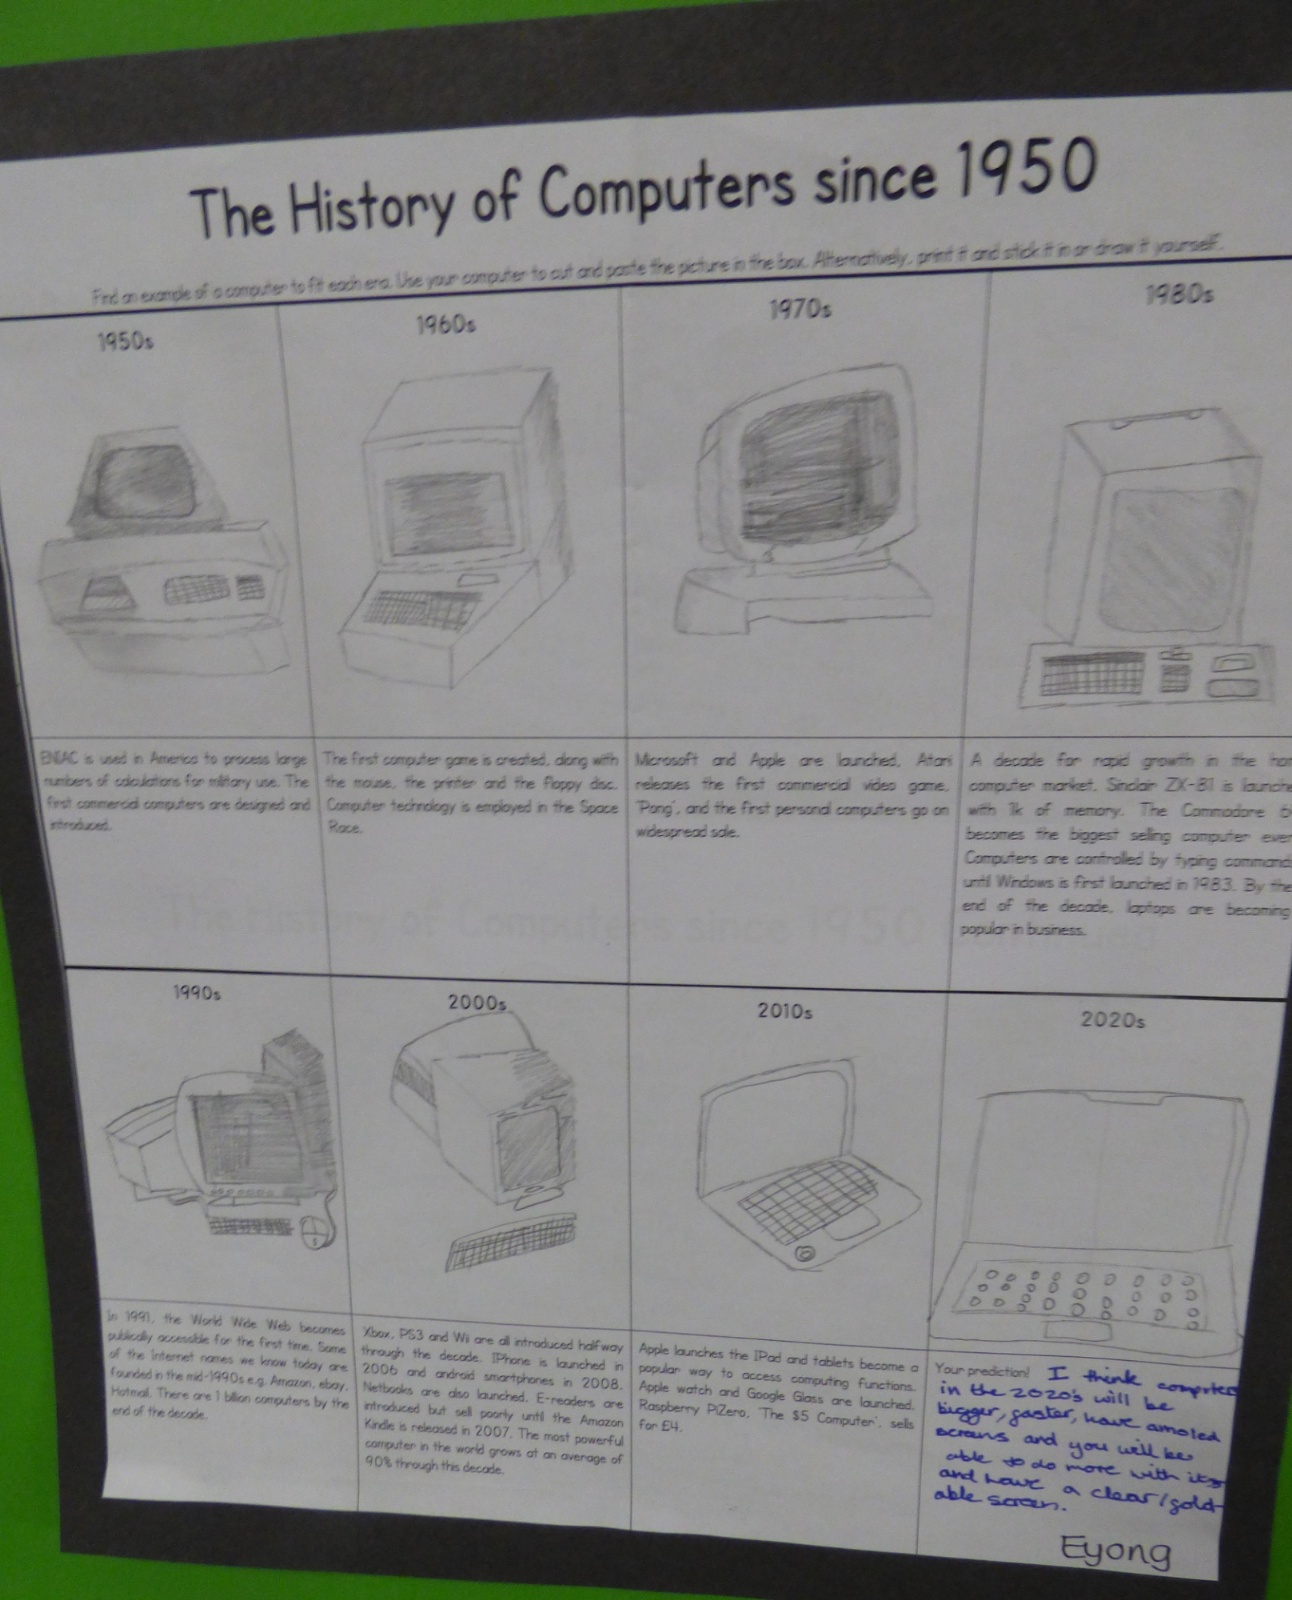 The History of Computers since 1950
Find an example of a computer to fit each era. Use your computer to cut and paste the picture in the box. Alternatively, print it and stick it in or draw it yourself.
1950s
ENIAC is used in America to process large
numbers of calculations for military use. The
first commercial computers are designed and
introduced.
1960s
The first computer game is created, along with
the mouse, the printer and the floppy disc.
Computer technology is employed in the Space
Race.
1970s
Microsoft and Apple are launched, Atari
releases the first commercial video game,
'Pong', and the first personal computers go on
widespread sale.
1980s
A decade for rapid growth in the
computer market. Sinclair ZX-81 is
with 1k of memory. The Commodore
becomes the biggest selling computer
Computers are controlled by typing
until Windows is first launched in 1983. By the
end of the decade, laptops are becoming
popular in business.
1990s
In 1991, the World Wide Web becomes
publically accessible for the first time. Some
of the Internet names we know today are
founded in the mid-1990s e.g. Amazon, ebay,
Hotmail. There are 1 billion computers by the
end of the decade.
2000s
Xbox, PS3 and Wii are all introduced halfway
through the decade. IPhone is launched in
2006 and android smartphones in 2008.
Netbooks are also launched. E-readers are
introduced but sell poorly until the Amazon
Kindle is released in 2007. The most powerful
computer in the world grows at an average of
90% through this decade.
2010s
Apple launches the IPad and tablets become a
popular way to access computing functions.
Apple watch and Google Glass are launched.
Raspberry PiZero, 'The $5 Computer', sells
for £4.
2020s
Your prediction! I think
in the 2020's will be
bigger, faster, have amoled
screens and you will be
able to do more with
and have a clear/fold-
able screen.
Eyong